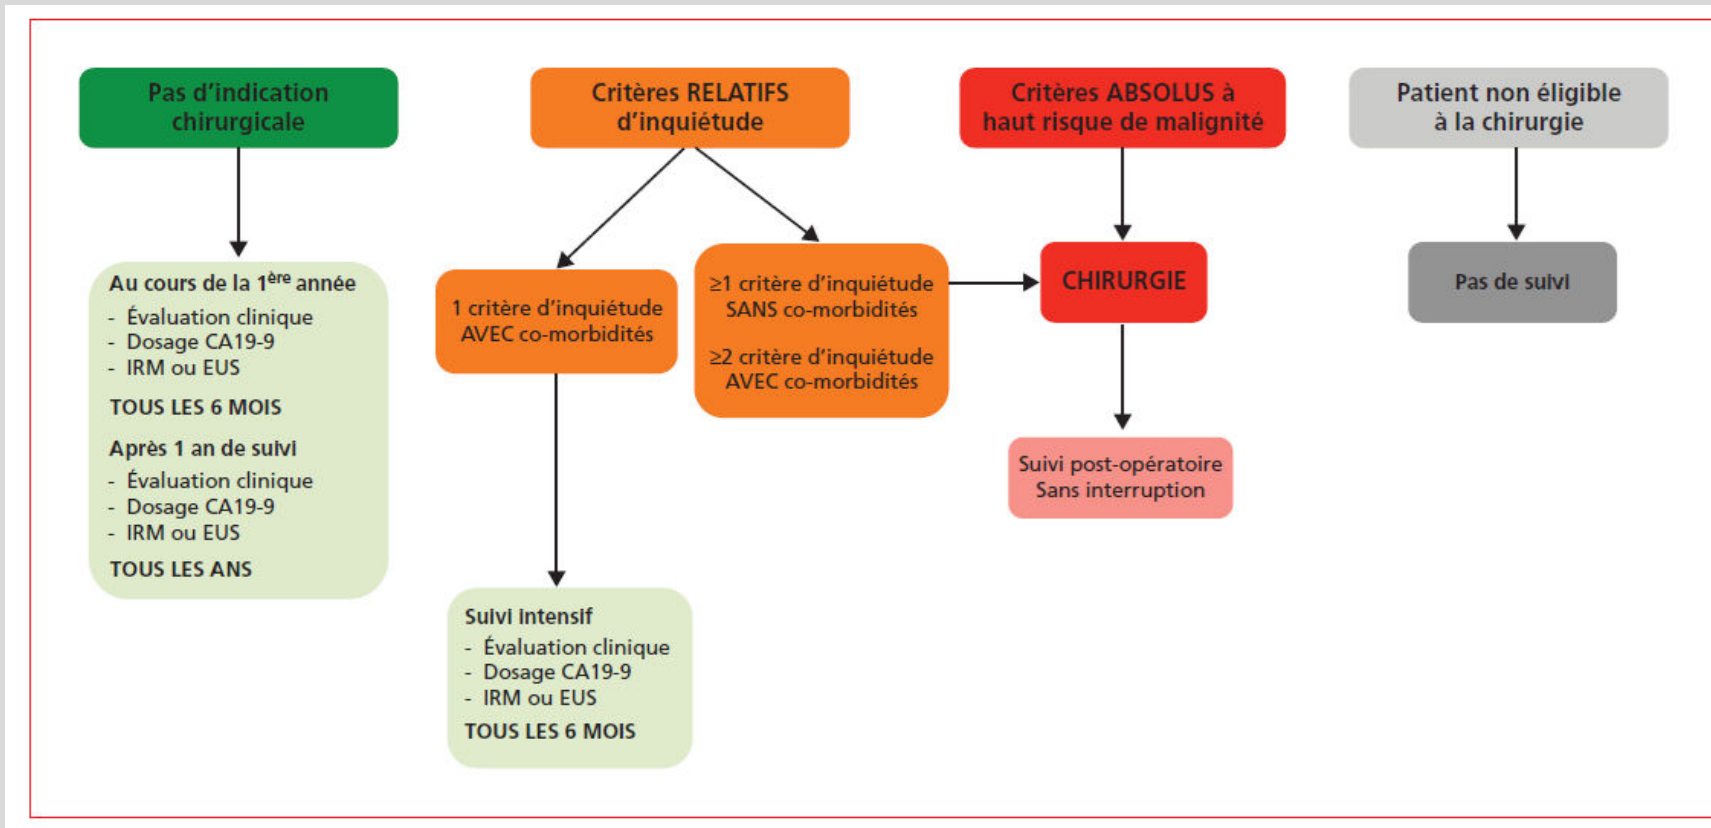 Pas d'indication
chirurgicale
Critères RELATIFS
d'inquiétude
Critères ABSOLUS à
haut risque de malignité
Patient non éligible
à la chirurgie
Au cours de la 1ère année
- Évaluation clinique
- Dosage CA19-9
- IRM ou EUS
TOUS LES 6 MOIS
Après 1 an de suivi
- Évaluation clinique
- Dosage CA19-9
- IRM ou EUS
TOUS LES ANS
1 critère d'inquiétude
AVEC co-morbidités
≥1 critère d'inquiétude
SANS co-morbidités
≥2 critère d'inquiétude
AVEC co-morbidités
CHIRURGIE
Pas de suivi
Suivi post-opératoire
Sans interruption
Suivi intensif
- Évaluation clinique
- Dosage CA19-9
- IRM ou EUS
TOUS LES 6 MOIS